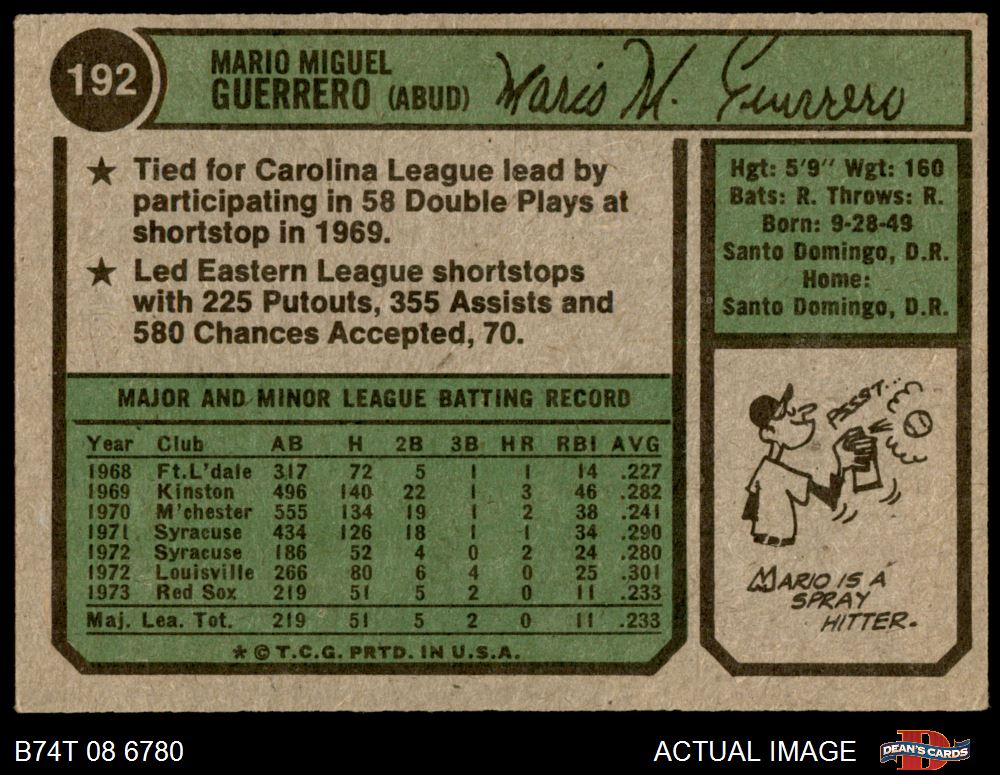 192
MARIO MIGUEL
GUERRERO (ABUD)
Mario M. Guerrero
★ Tied for Carolina League lead by
participating in 58 Double Plays at
shortstop in 1969.
★ Led Eastern League shortstops
with 225 Putouts, 355 Assists and
580 Chances Accepted, 70.
Hgt: 5'9" Wgt: 160
Bats: R. Throws: R.
Born: 9-28-49
Santo Domingo, D.R.
Home:
Santo Domingo, D.R.
MAJOR AND MINOR LEAGUE BATTING RECORD
Year Club AB H 2B 3B HR RBI AVG
1968 Ft.L'dale 317 72 5 1 1 14 .227
1969 Kinston 496 140 22 1 3 46 .282
1970 M'chester 555 134 19 1 2 38 .241
1971 Syracuse 434 126 18 1 1 34 .290
1972 Syracuse 186 52 4 0 2 24 .280
1972 Louisville 266 80 6 4 0 25 .301
1973 Red Sox 219 51 5 2 0 11 .233
Maj. Lea. Tot. 219 51 5 2 0 11 .233
* © T.C.G. PRTD. IN U.S.A.
PSSST...
MARIO IS A
SPRAY
HITTER.
B74T 08 6780
ACTUAL IMAGE
DEAN'S CARDS